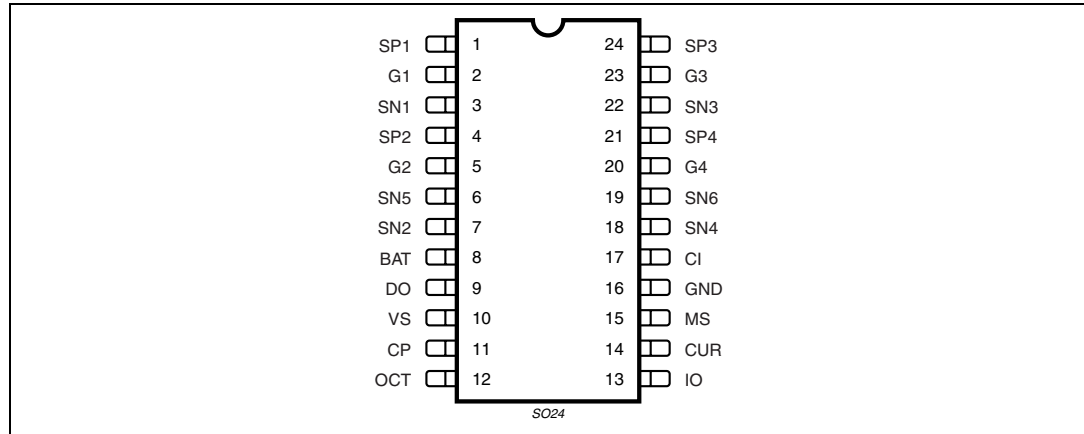 SP1 1 24 SP3
G1 2 23 G3
SN1 3 22 SN3
SP2 4 21 SP4
G2 5 20 G4
SN5 6 19 SN6
SN2 7 18 SN4
BAT 8 17 CI
DO 9 16 GND
VS 10 15 MS
CP 11 14 CUR
OCT 12 13 IO
SO24